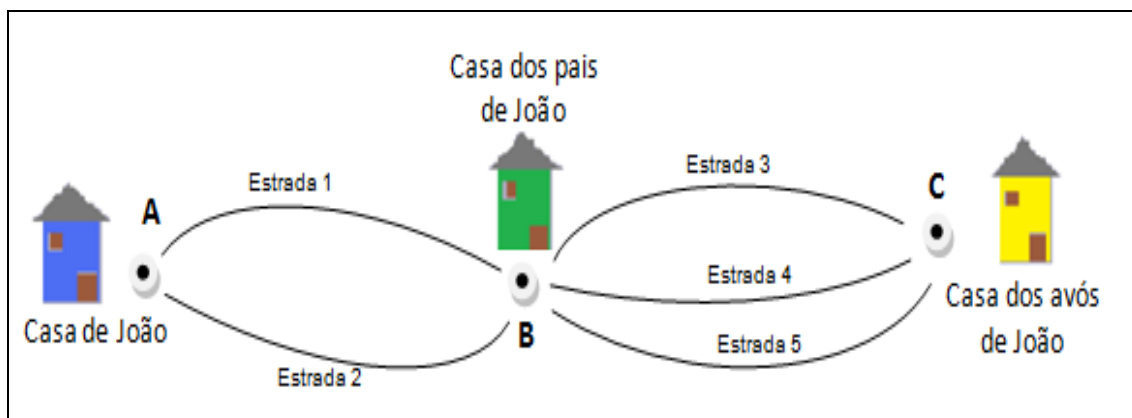 Casa dos pais
de João
Estrada 1
Estrada 3
A
C
Estrada 4
Casa de João
B
Casa dos avós
de João
Estrada 5
Estrada 2